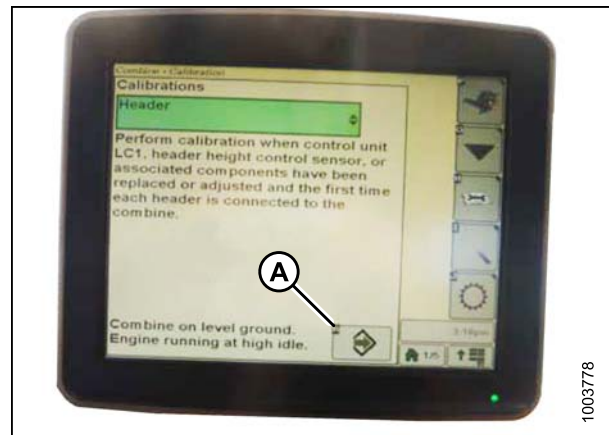 Combine - Calibration
Calibrations
Header
Perform calibration when control unit
LC1, header height control sensor, or
associated components have been
replaced or adjusted and the first time
each header is connected to the
combine.
A
Combine on level ground.
Engine running at high idle.
1/5
1003778